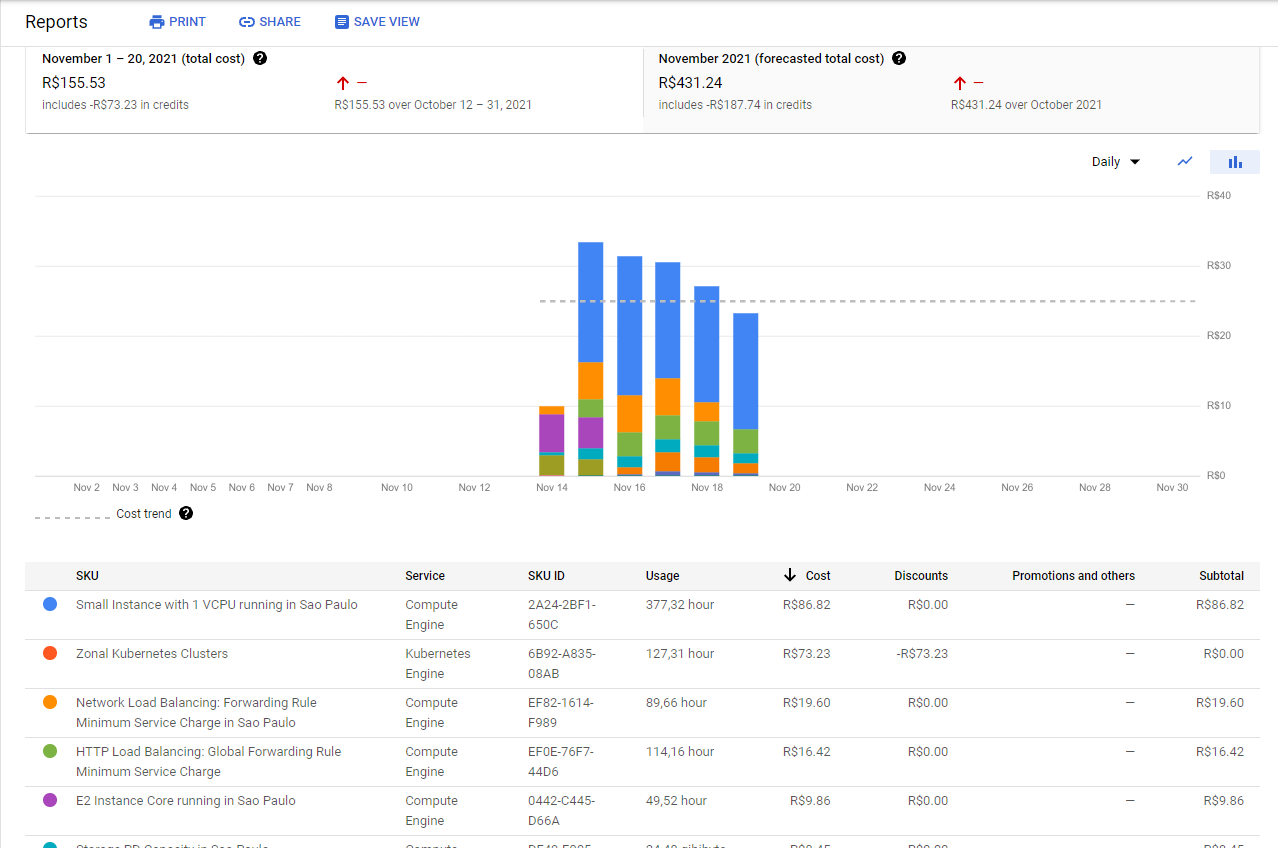 Reports PRINT SHARE SAVE VIEW
November 1 – 20, 2021 (total cost) ?
R$155.53 –
includes -R$73.23 in credits R$155.53 over October 12 – 31, 2021
November 2021 (forecasted total cost) ?
R$431.24 –
includes -R$187.74 in credits R$431.24 over October 2021
Daily
R$40
R$30
R$20
R$10
R$0
Nov 2 Nov 3 Nov 4 Nov 5 Nov 6 Nov 7 Nov 8 Nov 10 Nov 12 Nov 14 Nov 16 Nov 18 Nov 20 Nov 22 Nov 24 Nov 26 Nov 28 Nov 30
Cost trend ?
SKU Service SKU ID Usage Cost Discounts Promotions and others Subtotal
Small Instance with 1 VCPU running in Sao Paulo Compute 2A24-2BF1- 377,32 hour R$86.82 R$0.00 — R$86.82
Engine 650C
Zonal Kubernetes Clusters Kubernetes 6B92-A835- 127,31 hour R$73.23 -R$73.23 — R$0.00
Engine 08AB
Network Load Balancing: Forwarding Rule Compute EF82-1614- 89,66 hour R$19.60 R$0.00 — R$19.60
Minimum Service Charge in Sao Paulo Engine F989
HTTP Load Balancing: Global Forwarding Rule Compute EF0E-76F7- 114,16 hour R$16.42 R$0.00 — R$16.42
Minimum Service Charge Engine 44D6
E2 Instance Core running in Sao Paulo Compute 0442-C445- 49,52 hour R$9.86 R$0.00 — R$9.86
Engine D66A
Storage PD Capacity in Sao Paulo Compute